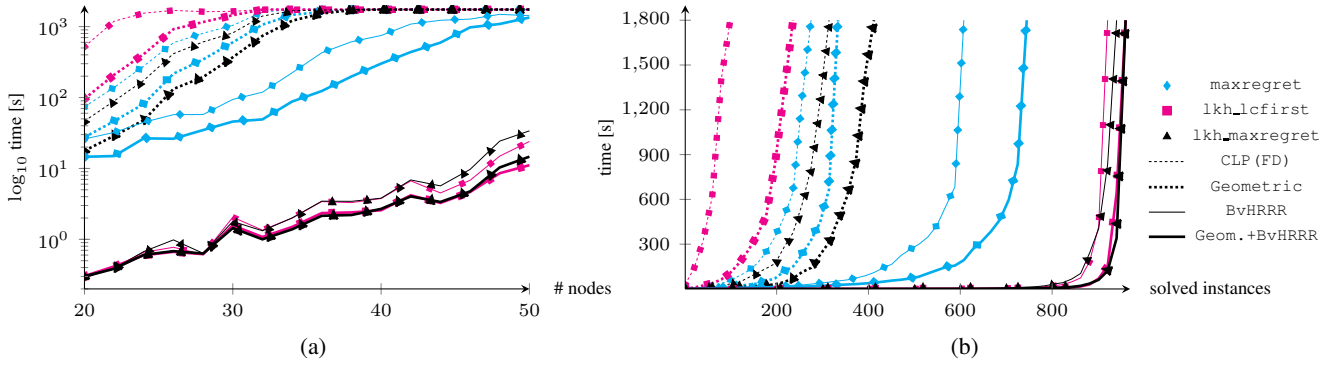 10³
10²
10¹
10⁰
log₁₀ time [s]
20
30
40
50
# nodes
(a)
1,800
1,500
1,200
900
600
300
time [s]
200
400
600
800
solved instances
(b)
maxregret
lkh_lcfirst
lkh_maxregret
CLP(FD)
Geometric
BvHRRR
Geom.+BvHRRR